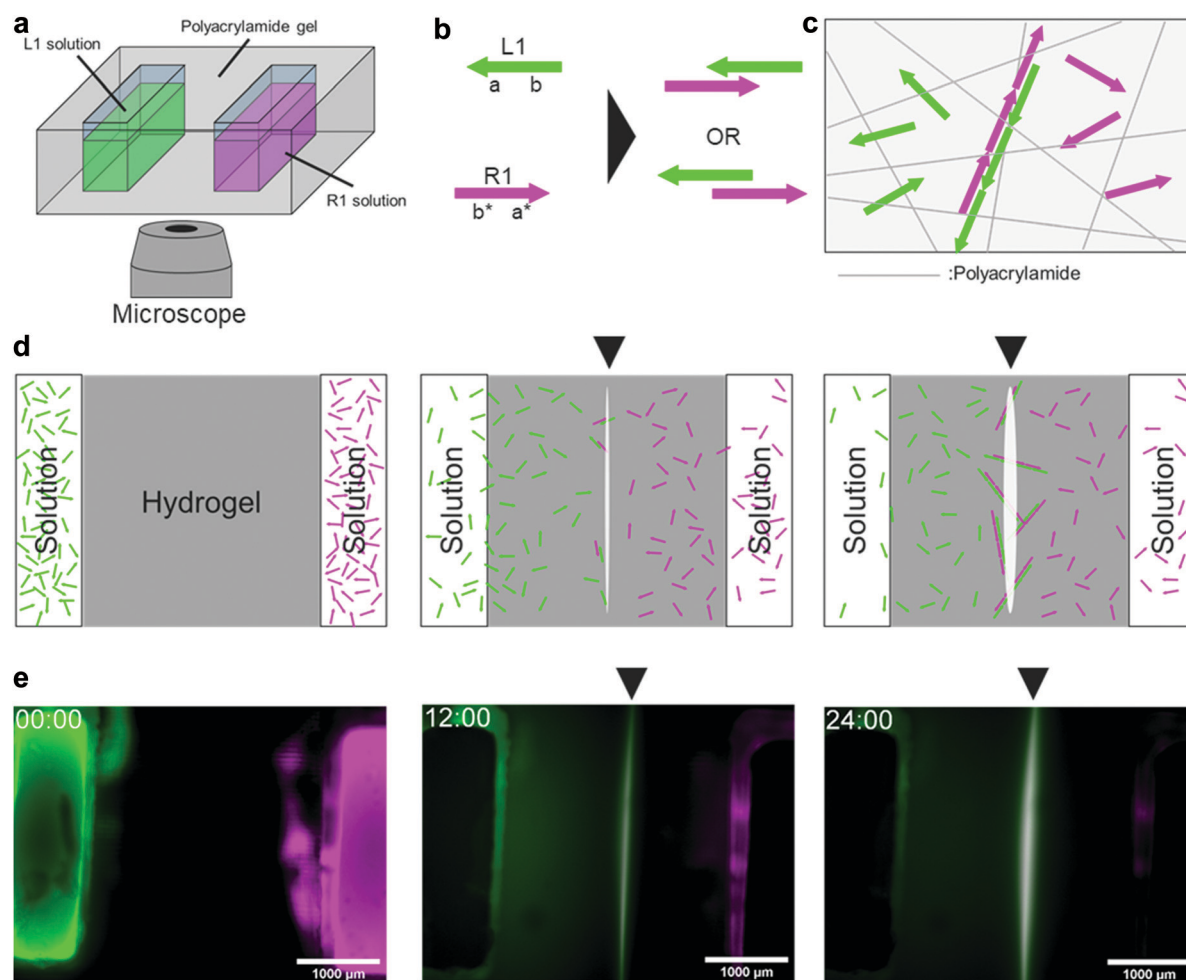 a
L1 solution
Polyacrylamide gel
R1 solution
Microscope
b
L1
a b
R1
b* a*
OR
c
:Polyacrylamide
d
Solution
Hydrogel
Solution
Solution
Solution
Solution
Solution
e
00:00
1000 μm
12:00
1000 μm
24:00
1000 μm